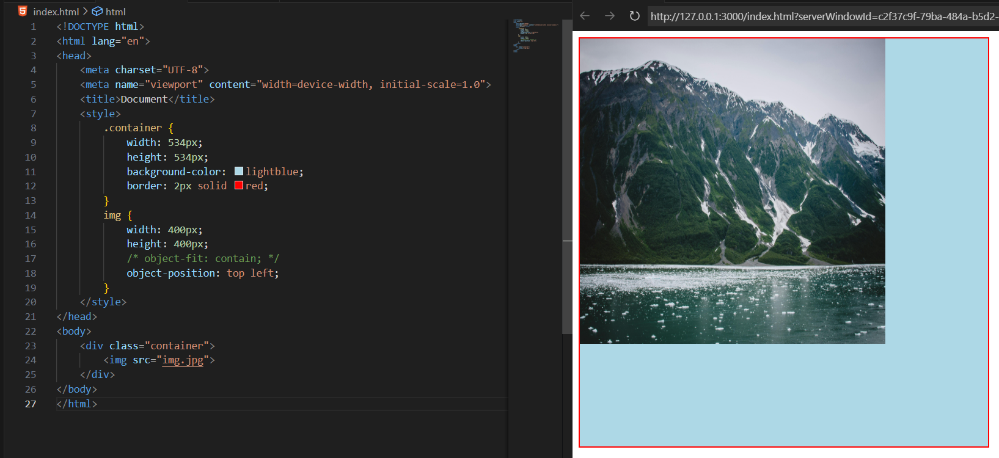 index.html > html
1 <!DOCTYPE html>
2 <html lang="en">
3 <head>
4 <meta charset="UTF-8">
5 <meta name="viewport" content="width=device-width, initial-scale=1.0">
6 <title>Document</title>
7 <style>
8 .container {
9 width: 534px;
10 height: 534px;
11 background-color: lightblue;
12 border: 2px solid red;
13 }
14 img {
15 width: 400px;
16 height: 400px;
17 /* object-fit: contain; */
18 object-position: top left;
19 }
20 </style>
21 </head>
22 <body>
23 <div class="container">
24 <img src="img.jpg">
25 </div>
26 </body>
27 </html>
http://127.0.0.1:3000/index.html?serverWindowId=c2f37c9f-79ba-484a-b5d2-